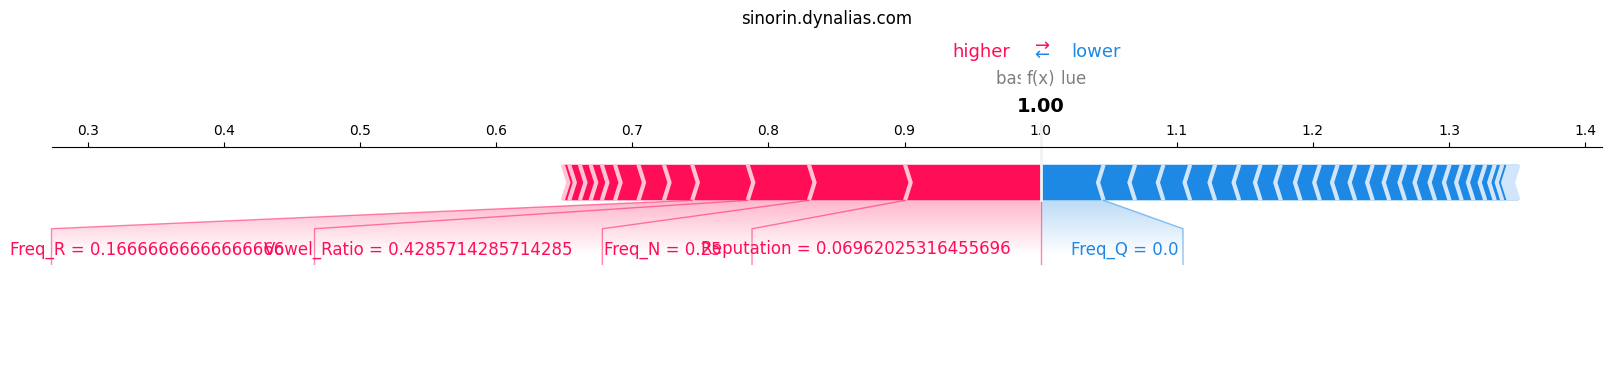 sinorin.dynalias.com
higher → ← lower
bas f(x) lue
1.00
0.3 0.4 0.5 0.6 0.7 0.8 0.9 1.0 1.1 1.2 1.3 1.4
Freq_R = 0.16666666666666666 Vowel_Ratio = 0.4285714285714285 Freq_N = 0.25 Reputation = 0.06962025316455696 Freq_Q = 0.0